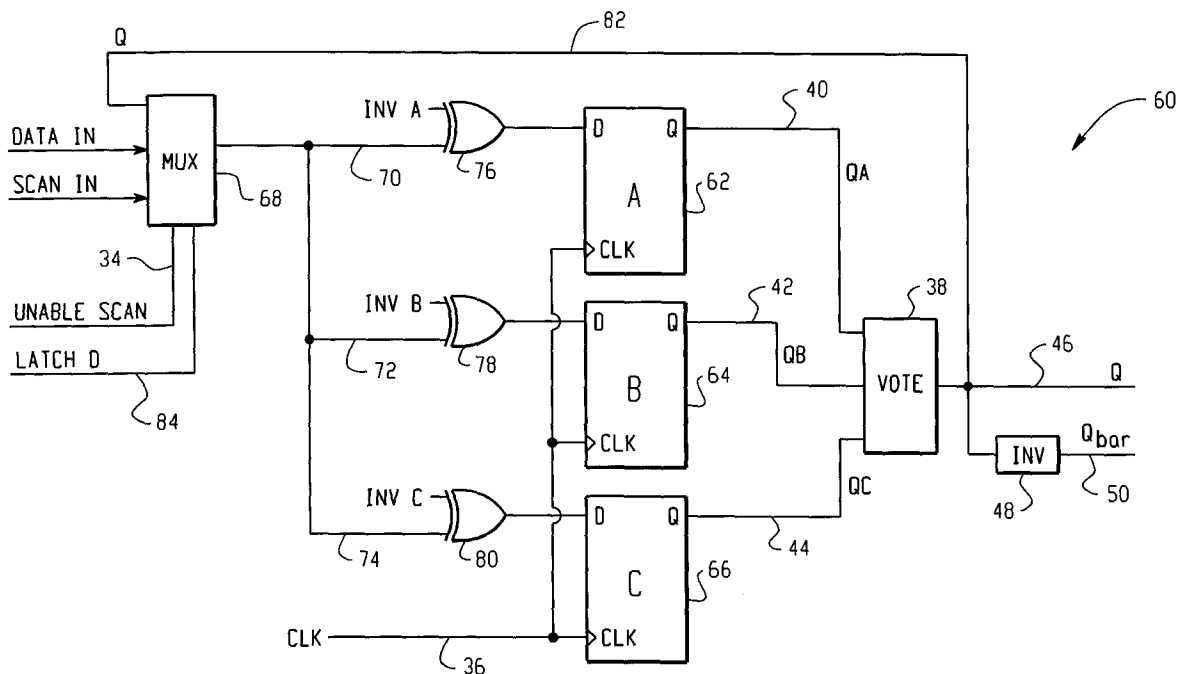 Q
82
60
INV A
40
DATA IN
MUX
D Q
SCAN IN
70
76
A
62
QA
68
CLK
34
INV B
42
38
UNABLE SCAN
D Q
72
78
QB
46
LATCH D
B
64
VOTE
Q
84
CLK
INV
Qbar
INV C
QC
48
50
D Q
74
80
44
C
66
CLK
CLK
36